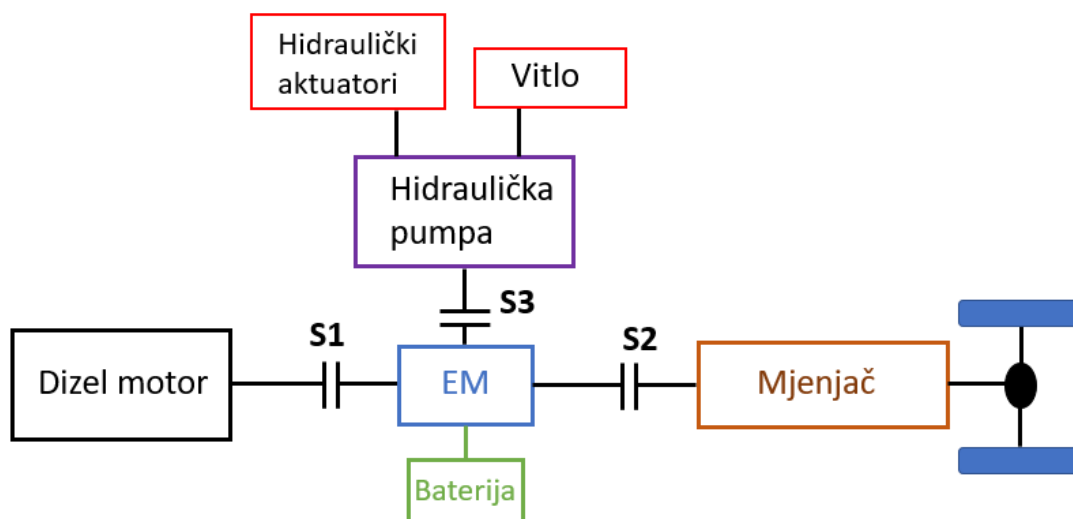 Hidraulički
aktuatori
Vitlo
Hidraulička
pumpa
S3
S1
S2
Dizel motor
EM
Mjenjač
Baterija